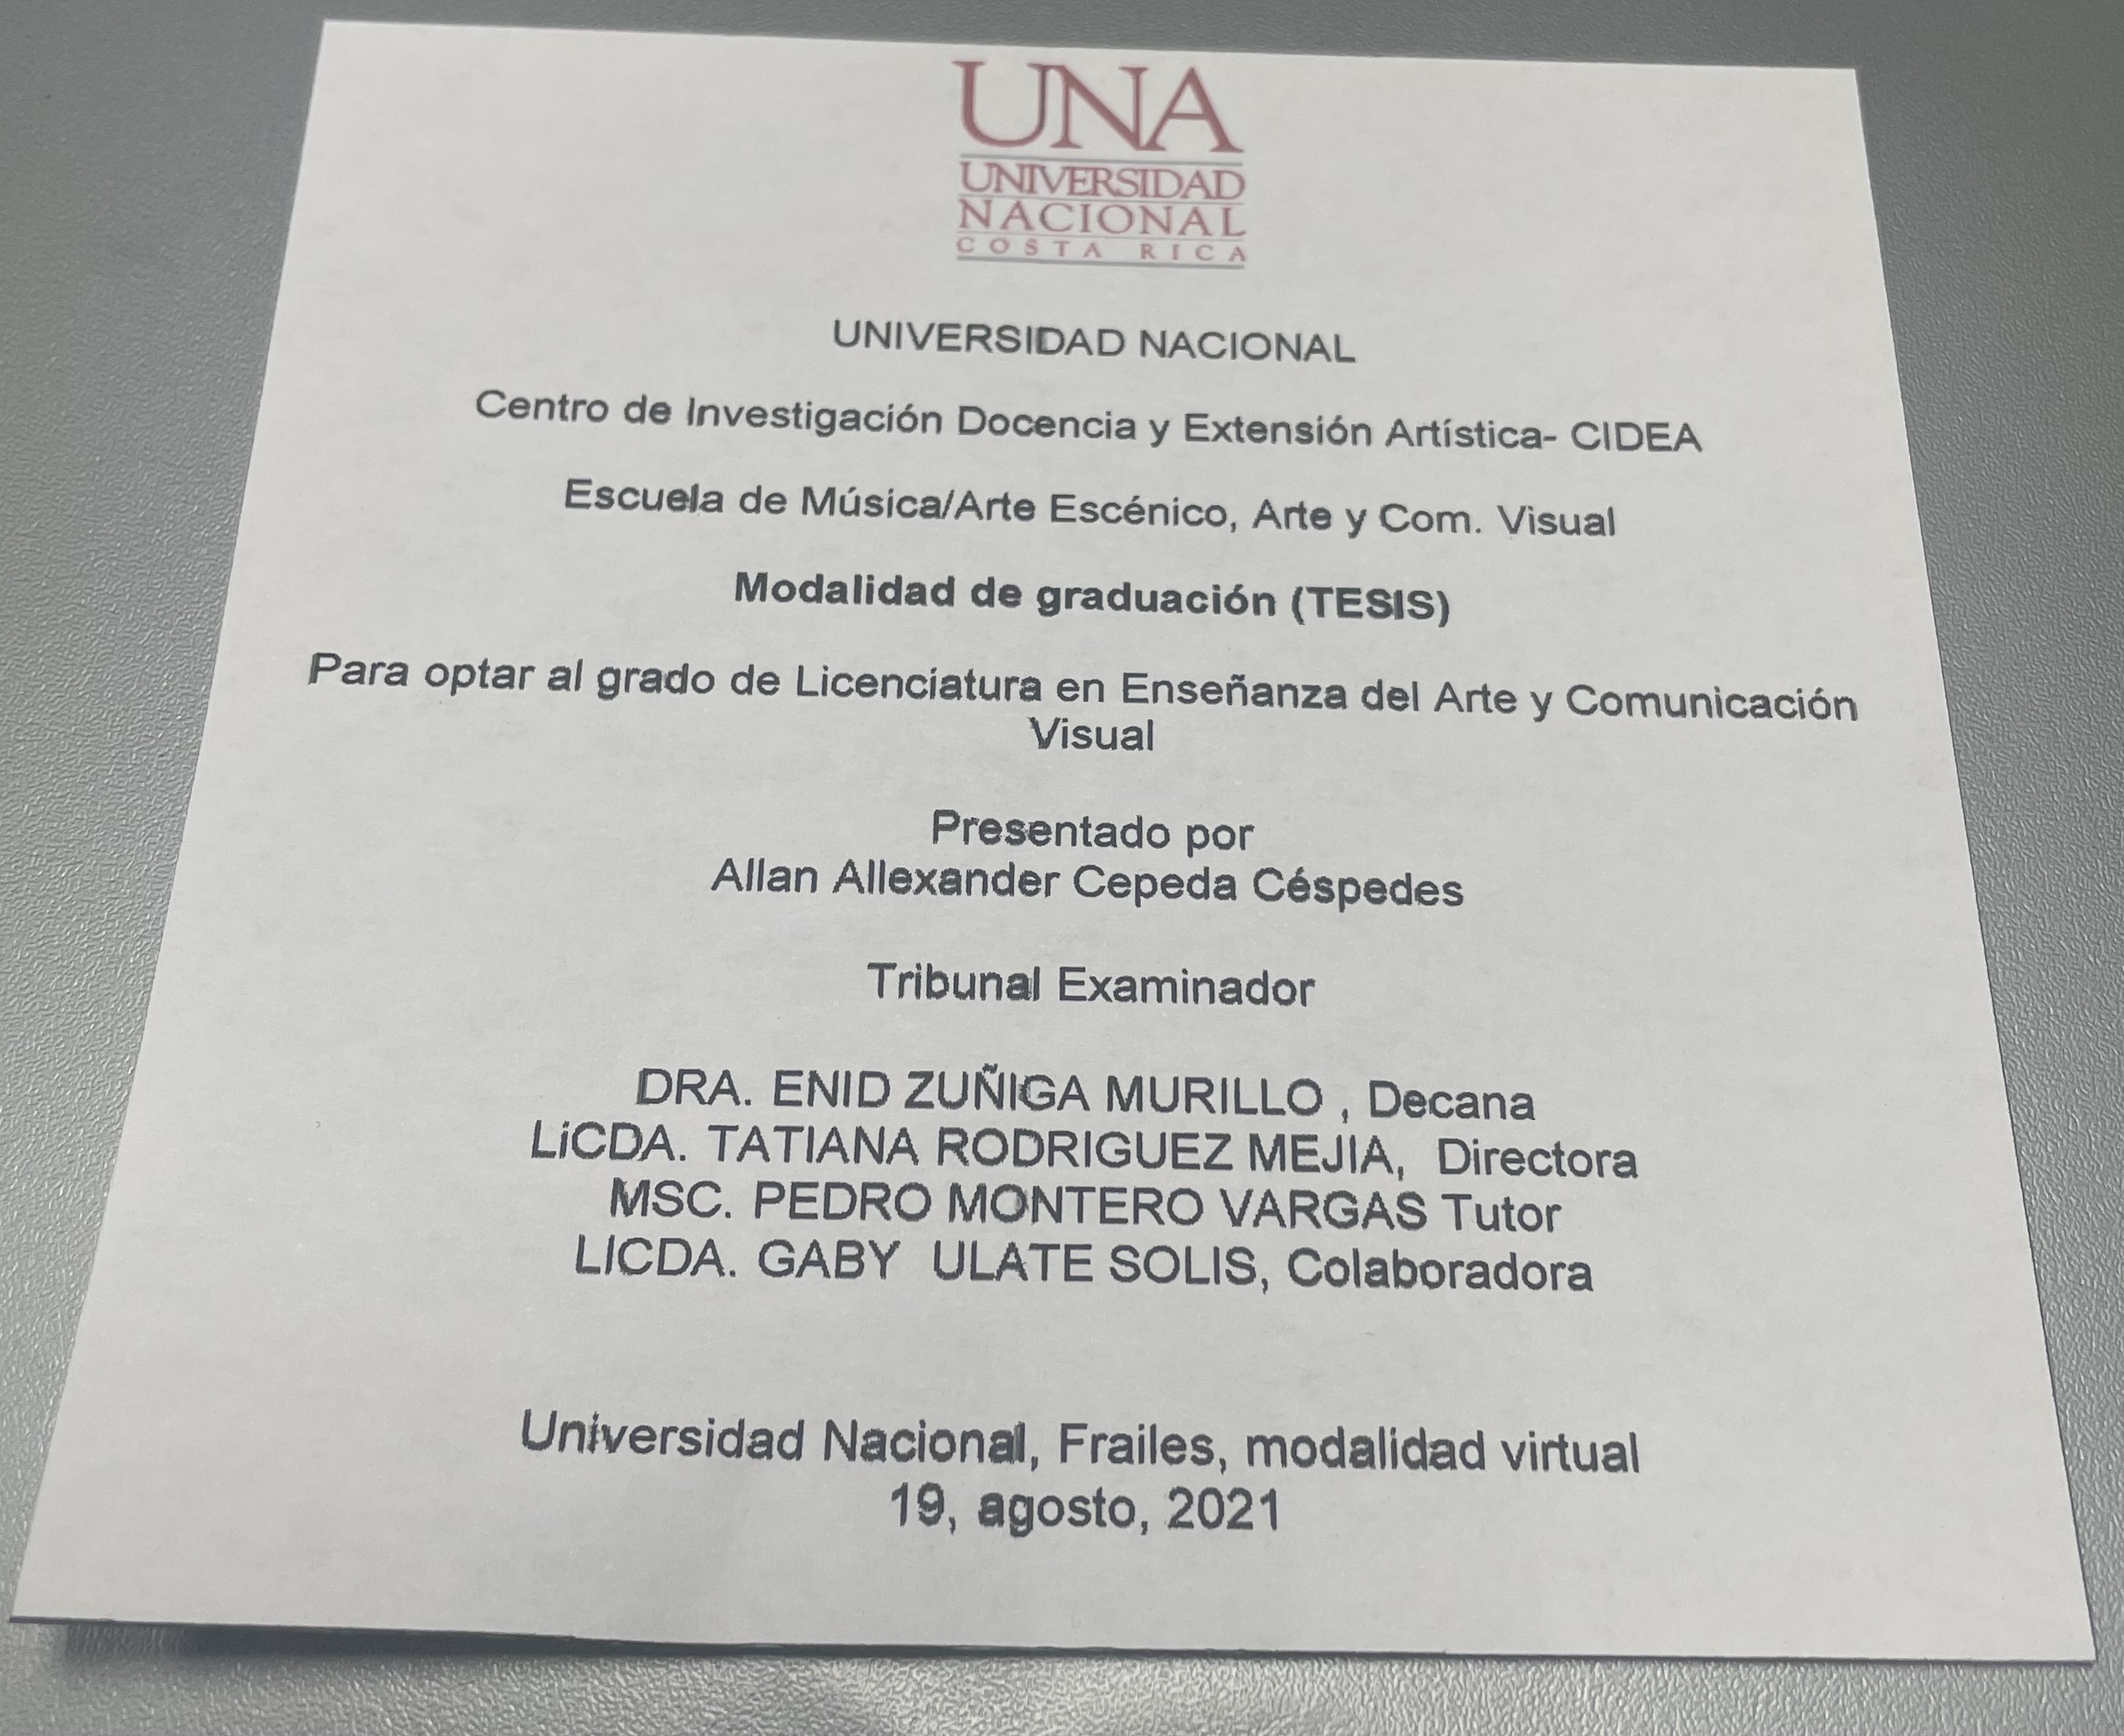 UNA
UNIVERSIDAD
NACIONAL
COSTA RICA
UNIVERSIDAD NACIONAL
Centro de Investigación Docencia y Extensión Artística- CIDEA
Escuela de Música/Arte Escénico, Arte y Com. Visual
Modalidad de graduación (TESIS)
Para optar al grado de Licenciatura en Enseñanza del Arte y Comunicación
Visual
Presentado por
Allan Allexander Cepeda Céspedes
Tribunal Examinador
DRA. ENID ZUÑIGA MURILLO , Decana
LiCDA. TATIANA RODRIGUEZ MEJIA, Directora
MSC. PEDRO MONTERO VARGAS Tutor
LICDA. GABY ULATE SOLIS, Colaboradora
Universidad Nacional, Frailes, modalidad virtual
19, agosto, 2021